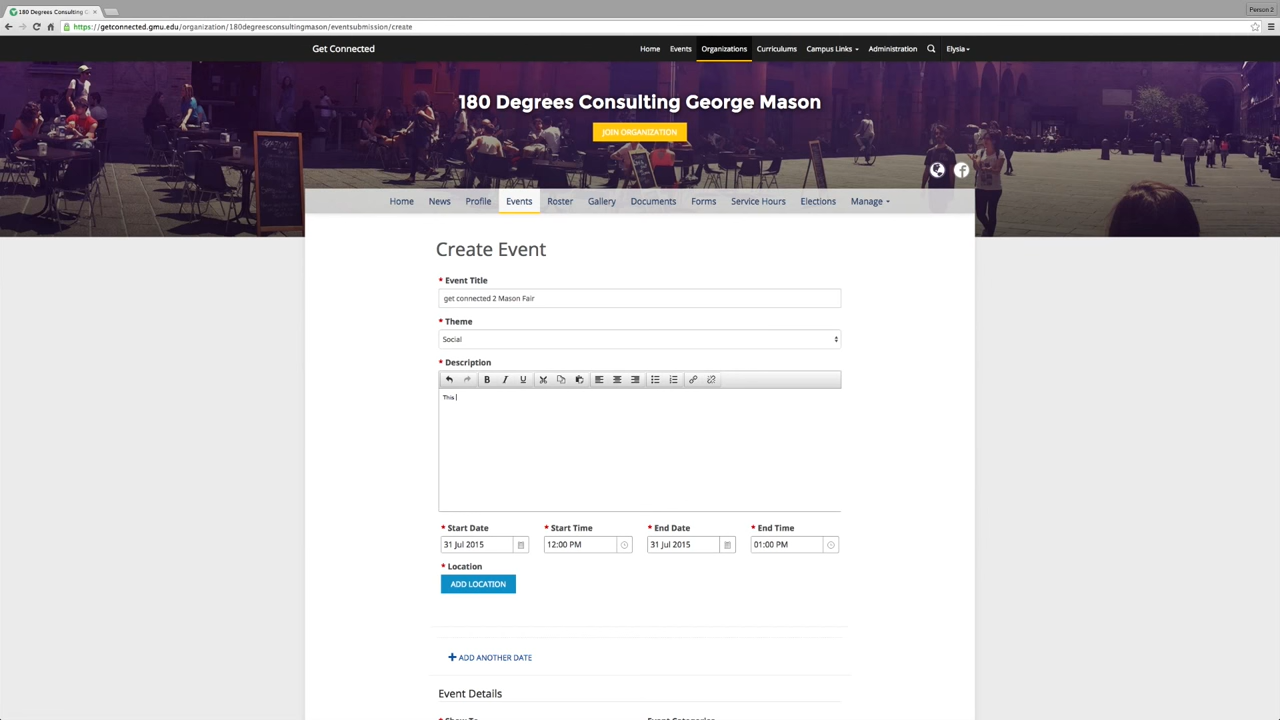 180 Degrees Consulting G
Person 2
https://getconnected.gmu.edu/organization/180degreesconsultingmason/eventsubmission/create
Get Connected
Home Events Organizations Curriculums Campus Links Administration Elysia
180 Degrees Consulting George Mason
JOIN ORGANIZATION
Home News Profile Events Roster Gallery Documents Forms Service Hours Elections Manage
Create Event
* Event Title
get connected 2 Mason Fair
* Theme
Social
* Description
B I U
This
* Start Date * Start Time * End Date * End Time
31 Jul 2015 12:00 PM 31 Jul 2015 01:00 PM
* Location
ADD LOCATION
+ ADD ANOTHER DATE
Event Details
* Show To Event Categories